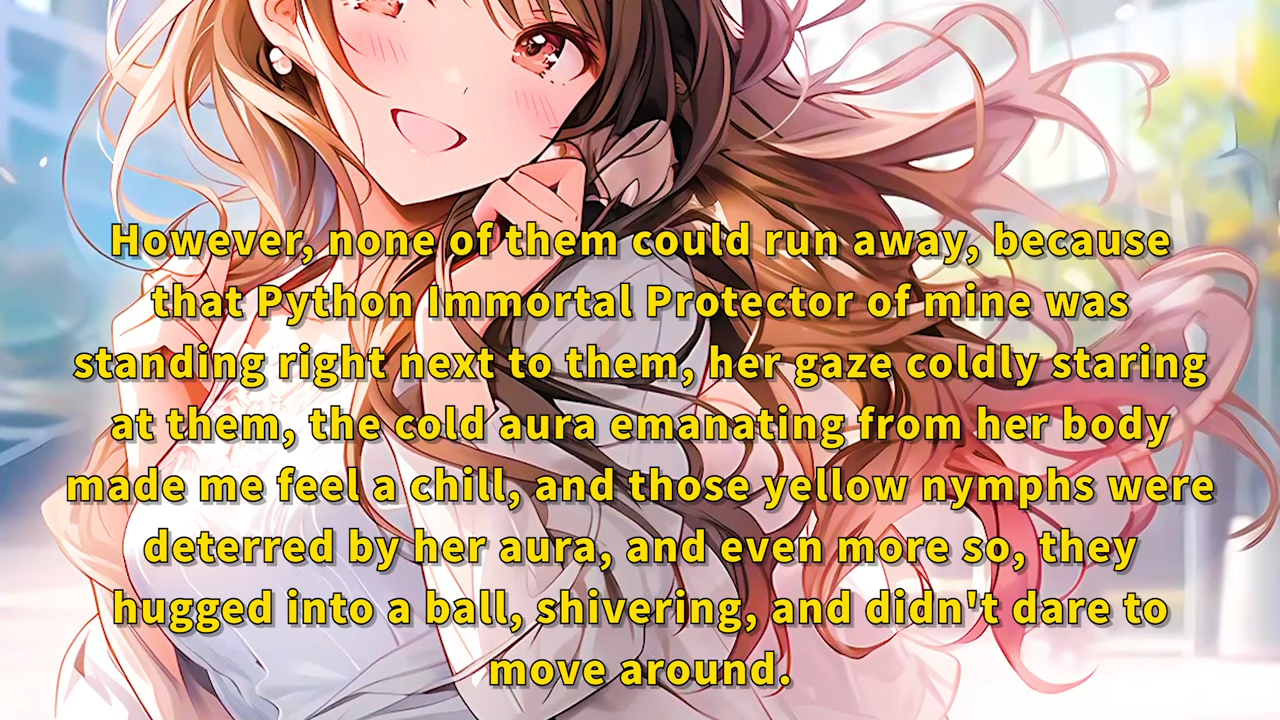 However, none of them could run away, because
that Python Immortal Protector of mine was
standing right next to them, her gaze coldly staring
at them, the cold aura emanating from her body
made me feel a chill, and those yellow nymphs were
deterred by her aura, and even more so, they
hugged into a ball, shivering, and didn't dare to
move around.